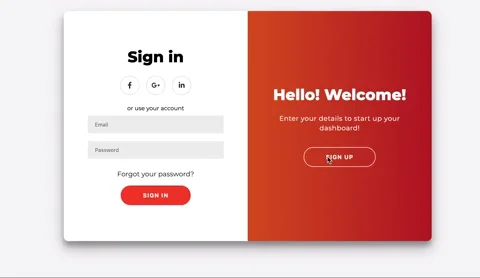 Sign in
f G+ in
or use your account
Email
Password
Forgot your password?
SIGN IN
Hello! Welcome!
Enter your details to start up your
dashboard!
SIGN UP